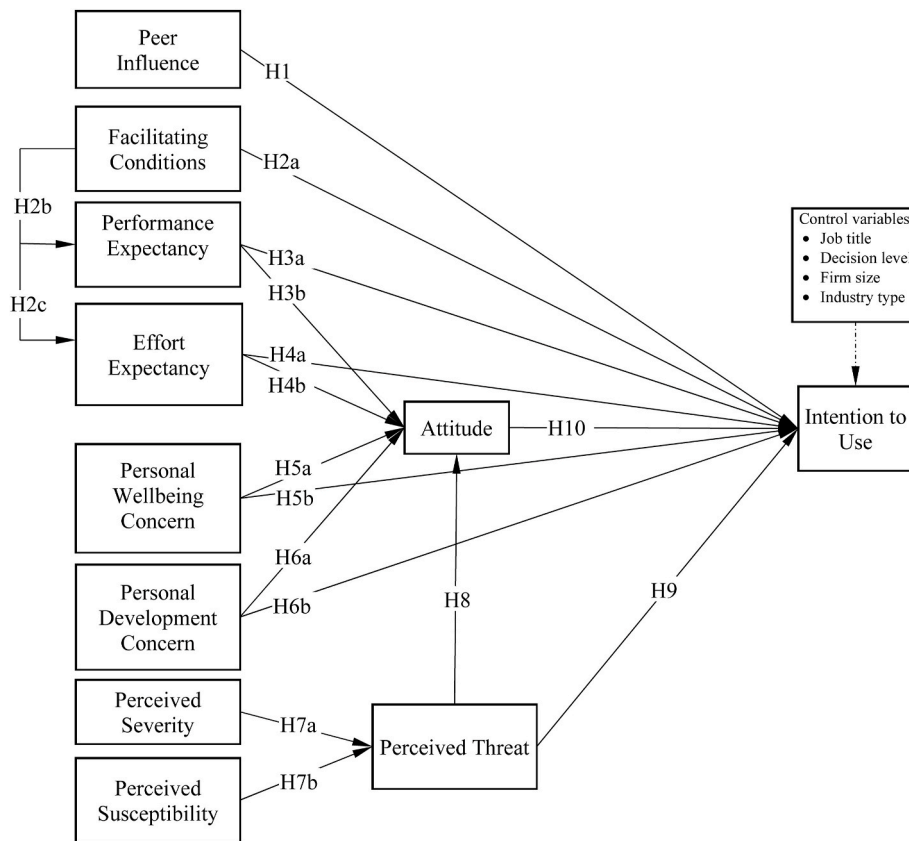 Peer
Influence
H1
Facilitating
Conditions
H2a
H2b
Performance
Expectancy
H3a
H3b
H2c
Effort
Expectancy
H4a
H4b
Control variables
• Job title
• Decision level
• Firm size
• Industry type
Attitude
H10
Intention to
Use
Personal
Wellbeing
Concern
H5a
H5b
H6a
Personal
Development
Concern
H6b
H8
H9
Perceived
Severity
H7a
Perceived Threat
H7b
Perceived
Susceptibility